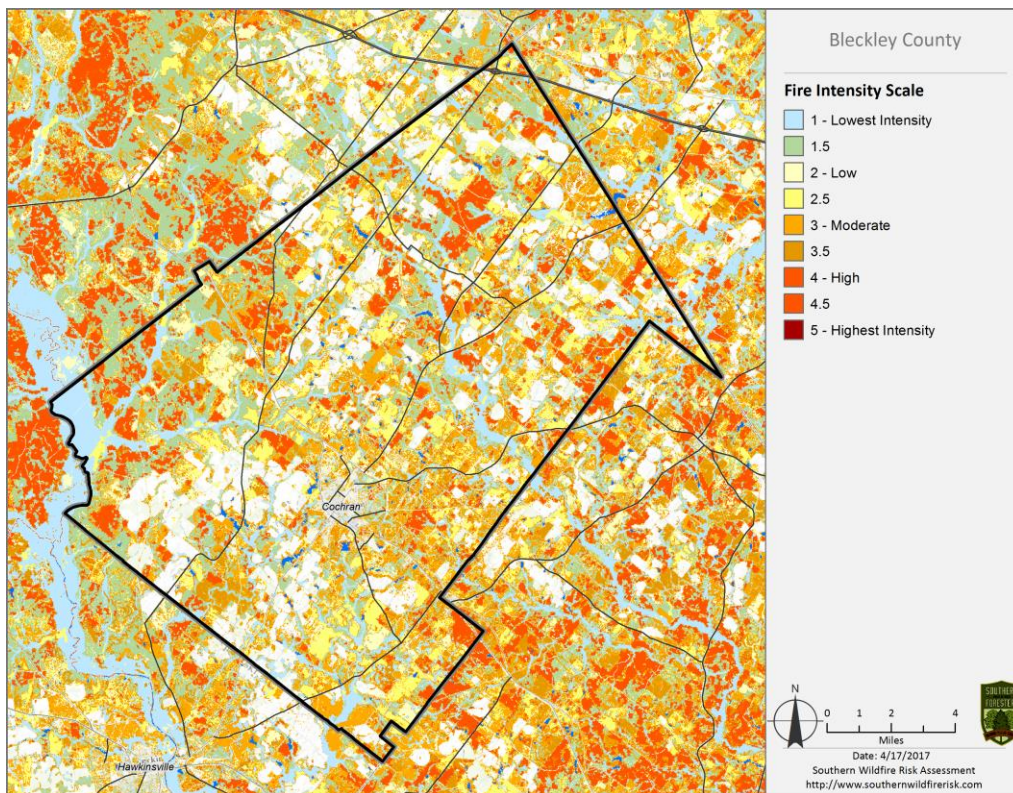 Bleckley County
Fire Intensity Scale
1 - Lowest Intensity
1.5
2 - Low
2.5
3 - Moderate
3.5
4 - High
4.5
5 - Highest Intensity
Cochran
Hawkinsville
N
0 1 2 4
Miles
SOUTHERN
FORESTER
Date: 4/17/2017
Southern Wildfire Risk Assessment
http://www.southernwildfirerisk.com